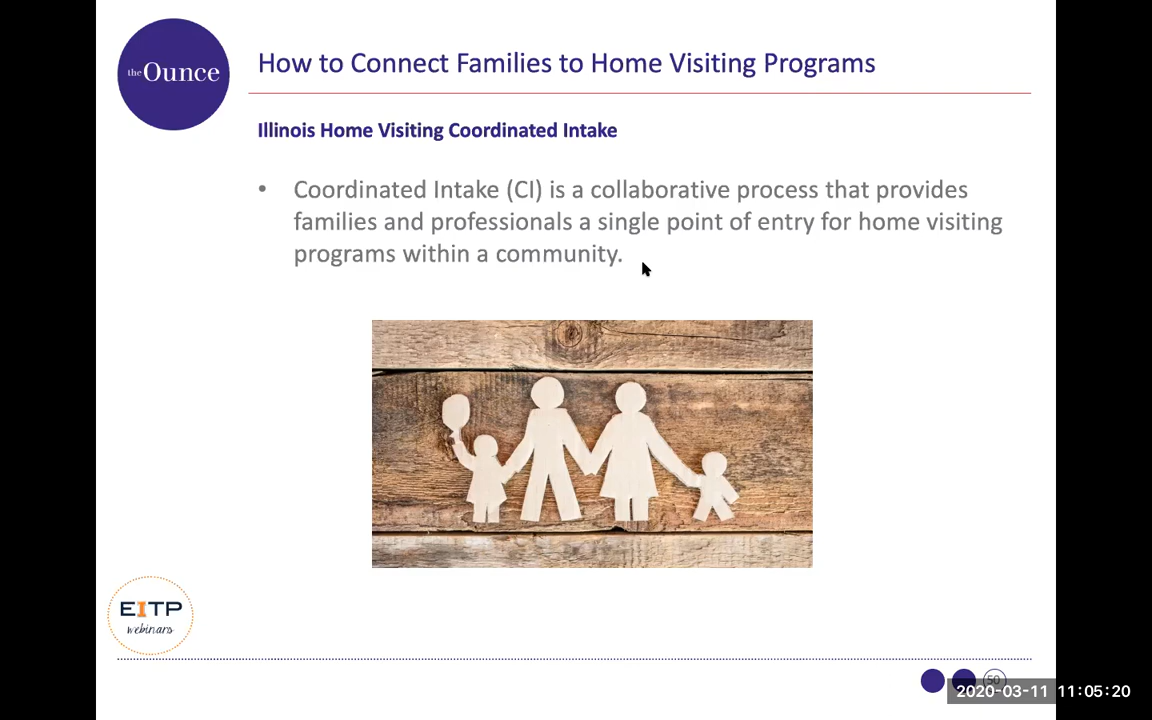 the Ounce
How to Connect Families to Home Visiting Programs
Illinois Home Visiting Coordinated Intake
• Coordinated Intake (CI) is a collaborative process that provides
families and professionals a single point of entry for home visiting
programs within a community.
EITP
webinars
50
2020-03-11 11:05:20